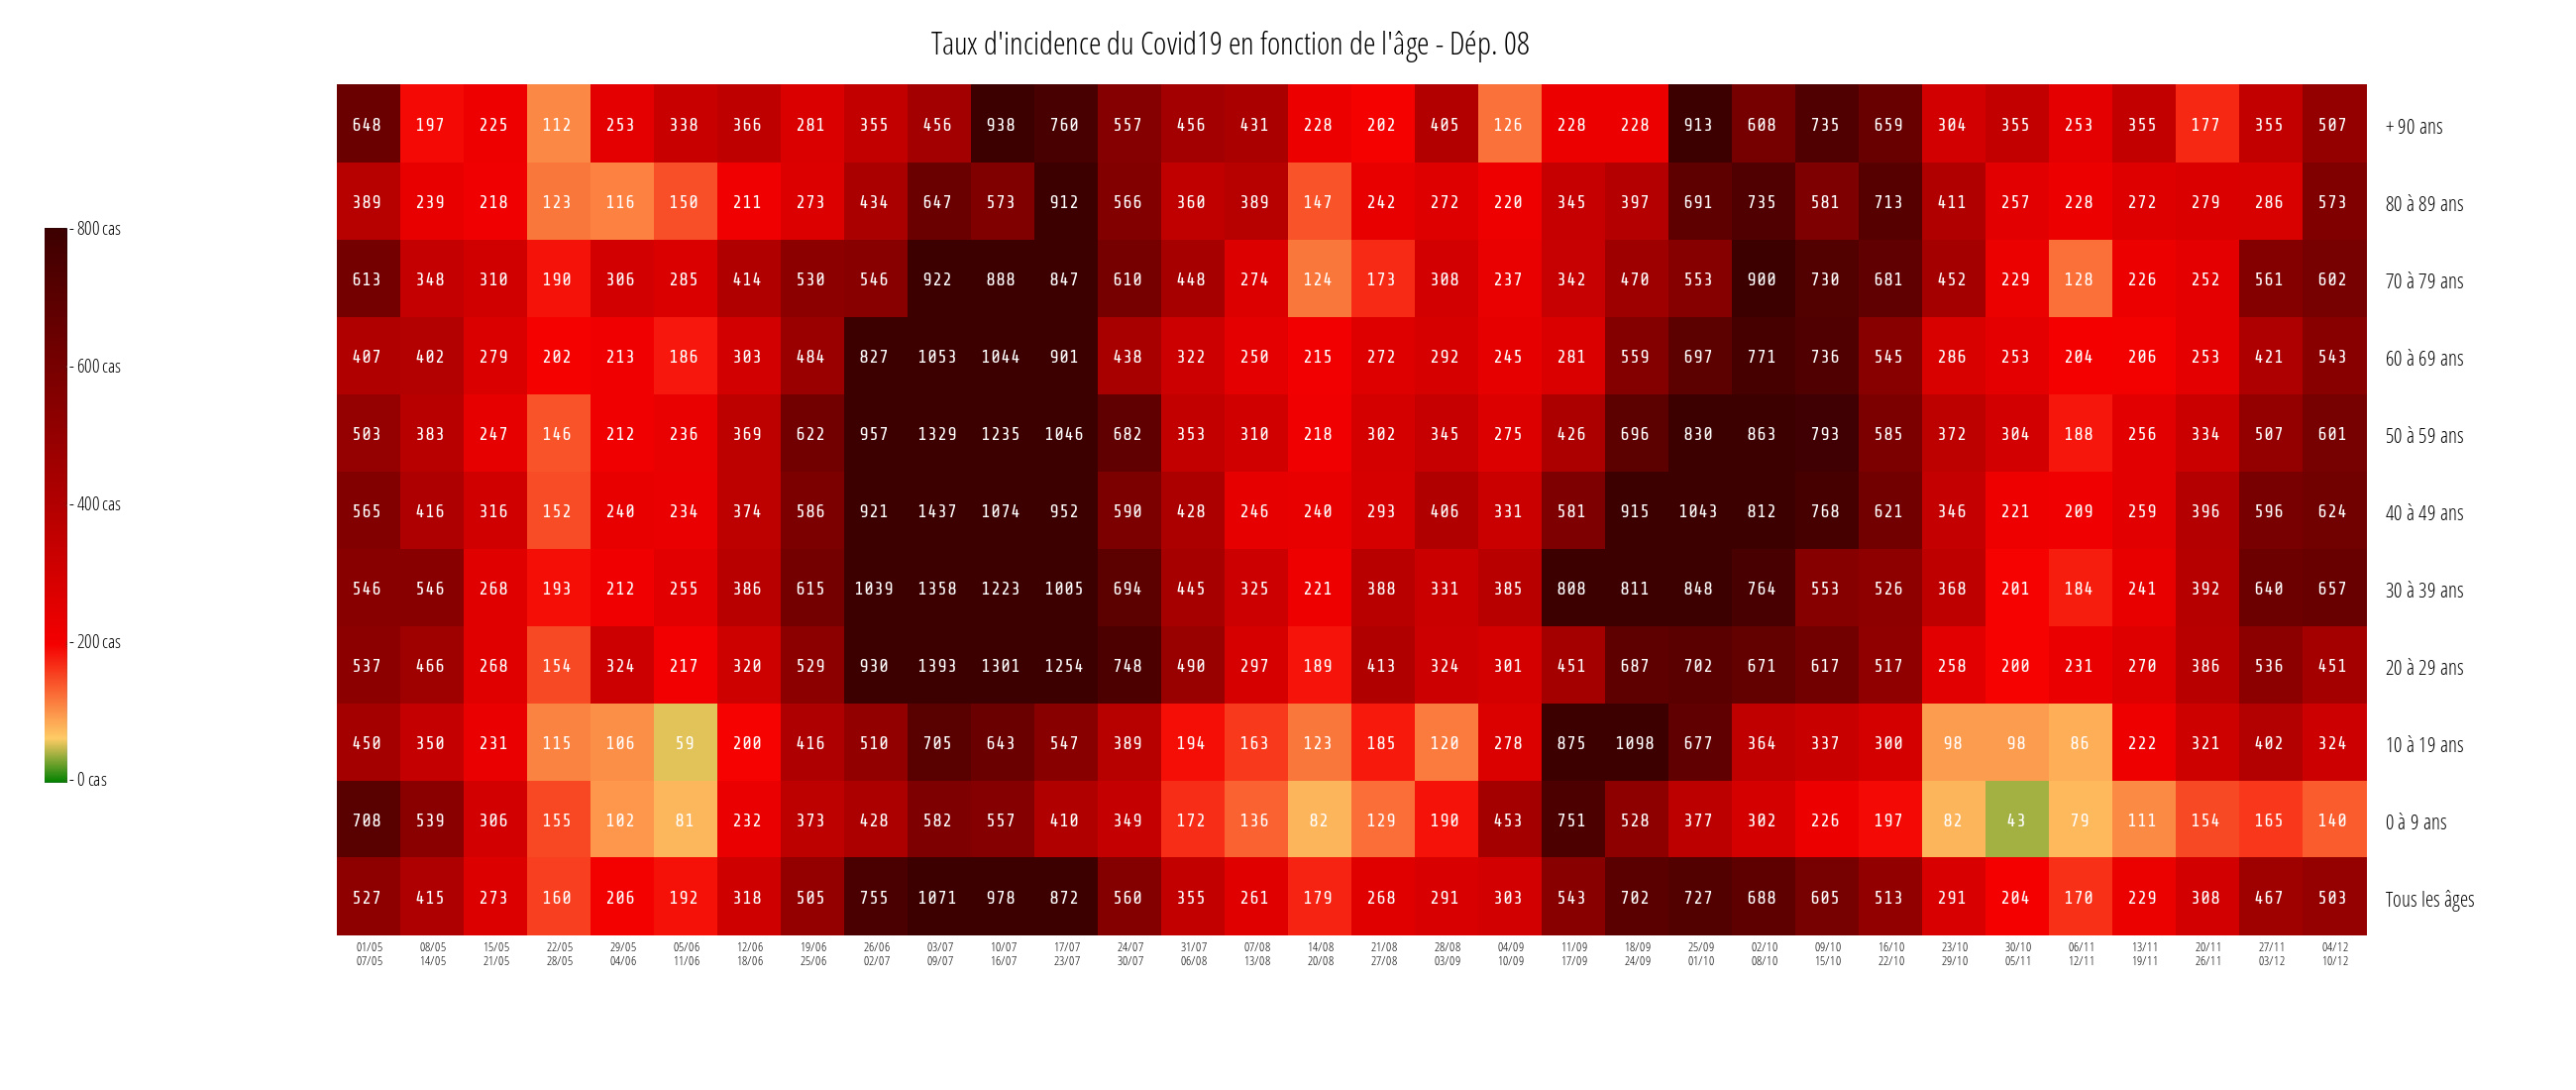 Taux d'incidence du Covid19 en fonction de l'âge - Dép. 08
648 197 225 112 253 338 366 281 355 456 938 760 557 456 431 228 202 405 126 228 228 913 608 735 659 304 355 253 355 177 355 507 + 90 ans
389 239 218 123 116 150 211 273 434 647 573 912 566 360 389 147 242 272 220 345 397 691 735 581 713 411 257 228 272 279 286 573 80 à 89 ans
- 800 cas
613 348 310 190 306 285 414 530 546 922 888 847 610 448 274 124 173 308 237 342 470 553 900 730 681 452 229 128 226 252 561 602 70 à 79 ans
407 402 279 202 213 186 303 484 827 1053 1044 901 438 322 250 215 272 292 245 281 559 697 771 736 545 286 253 204 206 253 421 543 60 à 69 ans
- 600 cas
503 383 247 146 212 236 369 622 957 1329 1235 1046 682 353 310 218 302 345 275 426 696 830 863 793 585 372 304 188 256 334 507 601 50 à 59 ans
- 400 cas
565 416 316 152 240 234 374 586 921 1437 1074 952 590 428 246 240 293 406 331 581 915 1043 812 768 621 346 221 209 259 396 596 624 40 à 49 ans
546 546 268 193 212 255 386 615 1039 1358 1223 1005 694 445 325 221 388 331 385 808 811 848 764 553 526 368 201 184 241 392 640 657 30 à 39 ans
- 200 cas
537 466 268 154 324 217 320 529 930 1393 1301 1254 748 490 297 189 413 324 301 451 687 702 671 617 517 258 200 231 270 386 536 451 20 à 29 ans
450 350 231 115 106 59 200 416 510 705 643 547 389 194 163 123 185 120 278 875 1098 677 364 337 300 98 98 86 222 321 402 324 10 à 19 ans
- 0 cas
708 539 306 155 102 81 232 373 428 582 557 410 349 172 136 82 129 190 453 751 528 377 302 226 197 82 43 79 111 154 165 140 0 à 9 ans
527 415 273 160 206 192 318 505 755 1071 978 872 560 355 261 179 268 291 303 543 702 727 688 605 513 291 204 170 229 308 467 503 Tous les âges
01/05 08/05 15/05 22/05 29/05 05/06 12/06 19/06 26/06 03/07 10/07 17/07 24/07 31/07 07/08 14/08 21/08 28/08 04/09 11/09 18/09 25/09 02/10 09/10 16/10 23/10 30/10 06/11 13/11 20/11 27/11 04/12
07/05 14/05 21/05 28/05 04/06 11/06 18/06 25/06 02/07 09/07 16/07 23/07 30/07 06/08 13/08 20/08 27/08 03/09 10/09 17/09 24/09 01/10 08/10 15/10 22/10 29/10 05/11 12/11 19/11 26/11 03/12 10/12